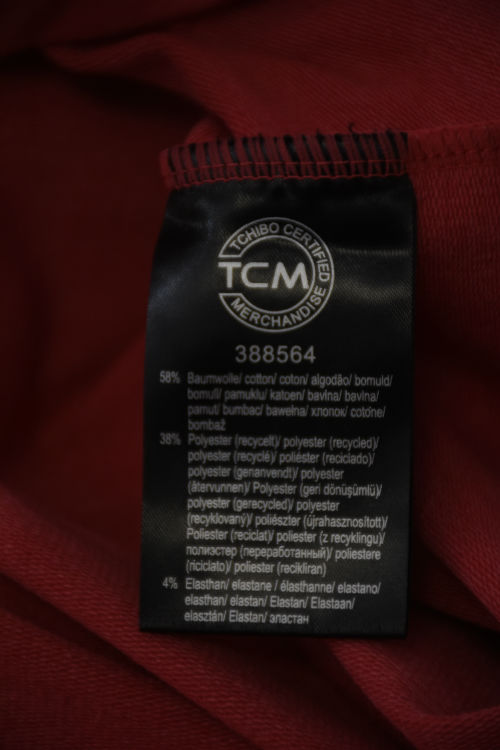 TCHIBO CERTIFIED
TCM
MERCHANDISE
388564
58% Baumwolle/ cotton/ coton/ algodão/ bomuld/
bomull/ pamuklu/ katoen/ bavlna/ bavlna/
pamut/ bumbac/ bawełna/ хлопок/ cotone/
bombaž
38% Polyester (recycelt)/ polyester (recycled)/
polyester (recyclé)/ poliéster (reciclado)/
polyester (genanvendt)/ polyester
(återvunnen)/ Polyester (geri dönüşümlü)/
polyester (gerecycled)/ polyester
(recyklovaný)/ poliészter (újrahasznosított)/
Poliester (reciclat)/ poliester (z recyklingu)/
полиэстер (переработанный)/ poliestere
(riciclato)/ poliester (recikliran)
4% Elasthan/ elastane / élasthanne/ elastano/
elasthan/ elastan/ Elastan/ Elastaan/
elasztán/ Elastan/ эластан